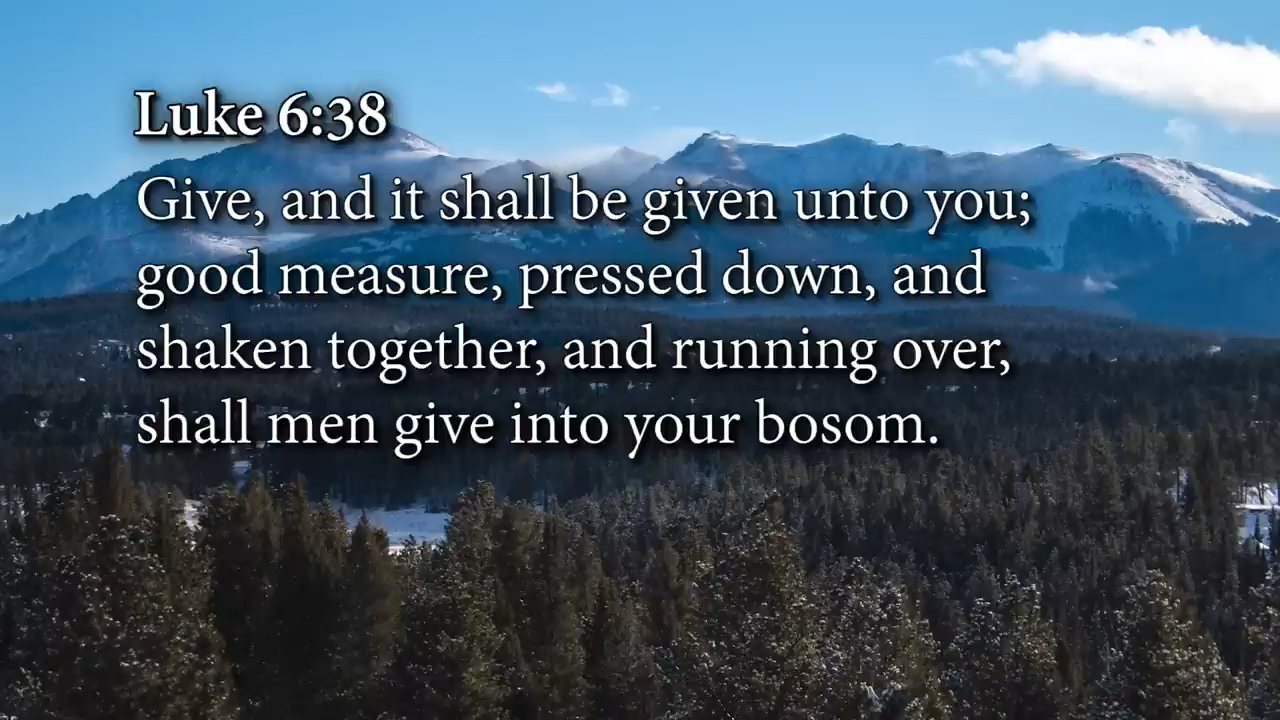 Luke 6:38
Give, and it shall be given unto you;
good measure, pressed down, and
shaken together, and running over,
shall men give into your bosom.